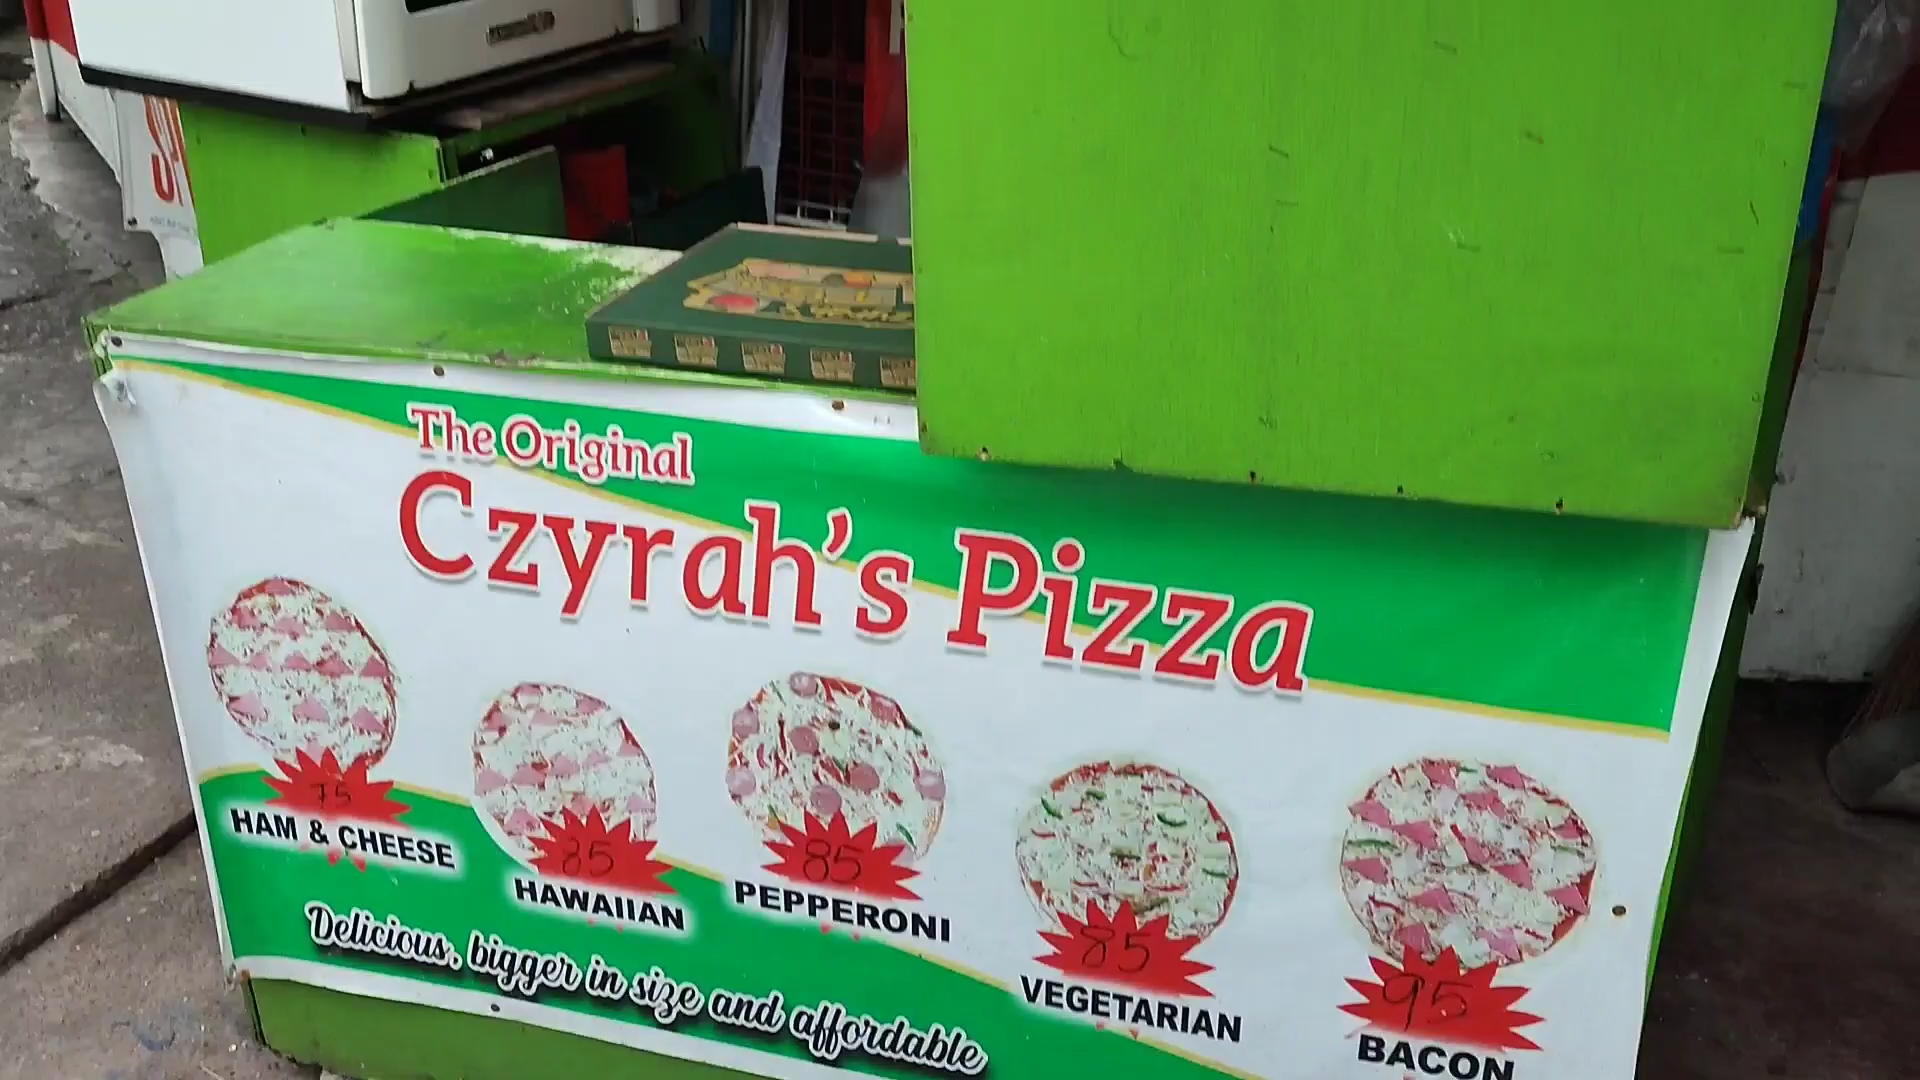 SP
The Original
Czyrah's Pizza
75
HAM & CHEESE
85
HAWAIIAN
85
PEPPERONI
85
VEGETARIAN
95
BACON
Delicious, bigger in size and affordable